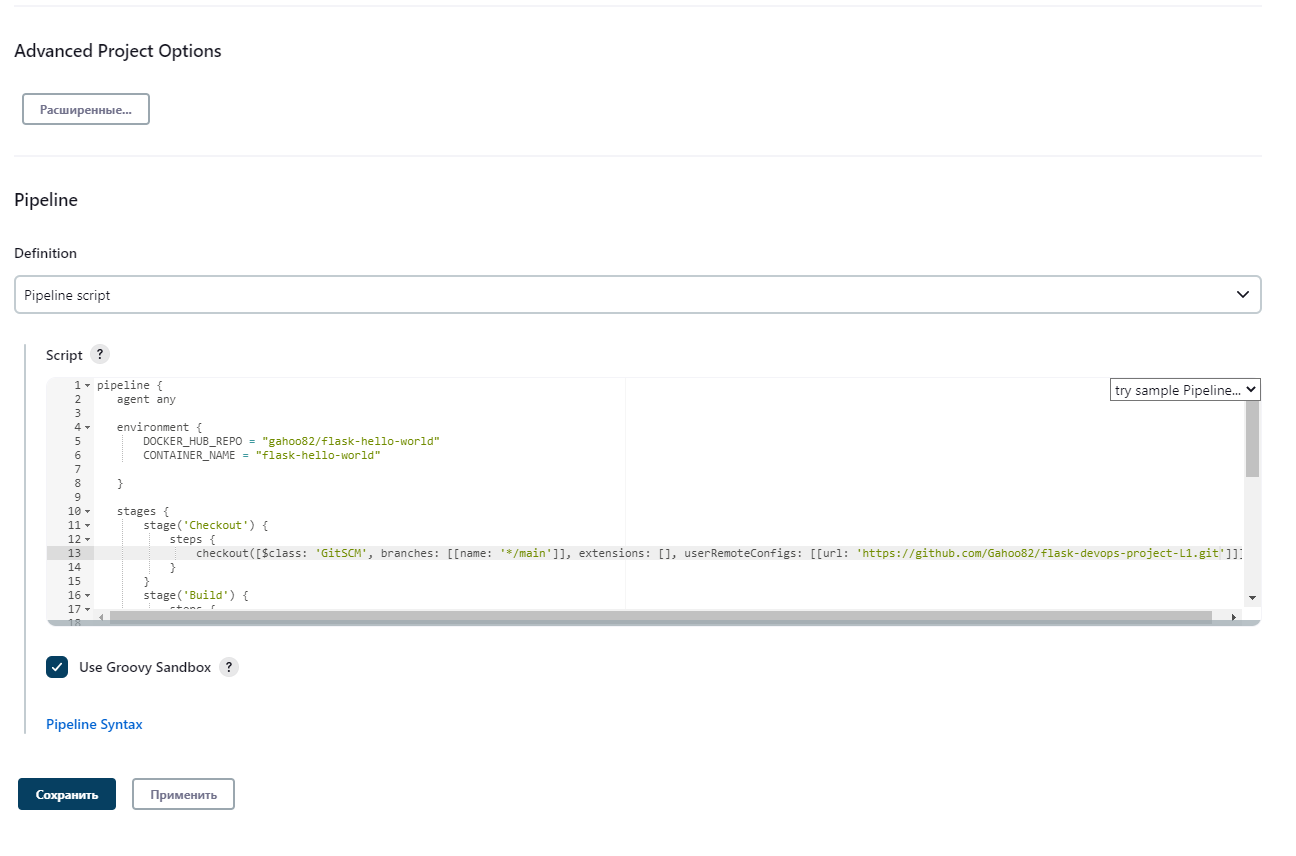 Advanced Project Options
Расширенные...
Pipeline
Definition
Pipeline script
Script ?
try sample Pipeline...
1 pipeline {
2 agent any
3
4 environment {
5 DOCKER_HUB_REPO = "gahoo82/flask-hello-world"
6 CONTAINER_NAME = "flask-hello-world"
7
8 }
9
10 stages {
11 stage('Checkout') {
12 steps {
13 checkout([$class: 'GitSCM', branches: [[name: '*/main']], extensions: [], userRemoteConfigs: [[url: 'https://github.com/Gahoo82/flask-devops-project-L1.git']]]
14 }
15 }
16 stage('Build') {
17 steps {
18
Use Groovy Sandbox ?
Pipeline Syntax
Сохранить
Применить